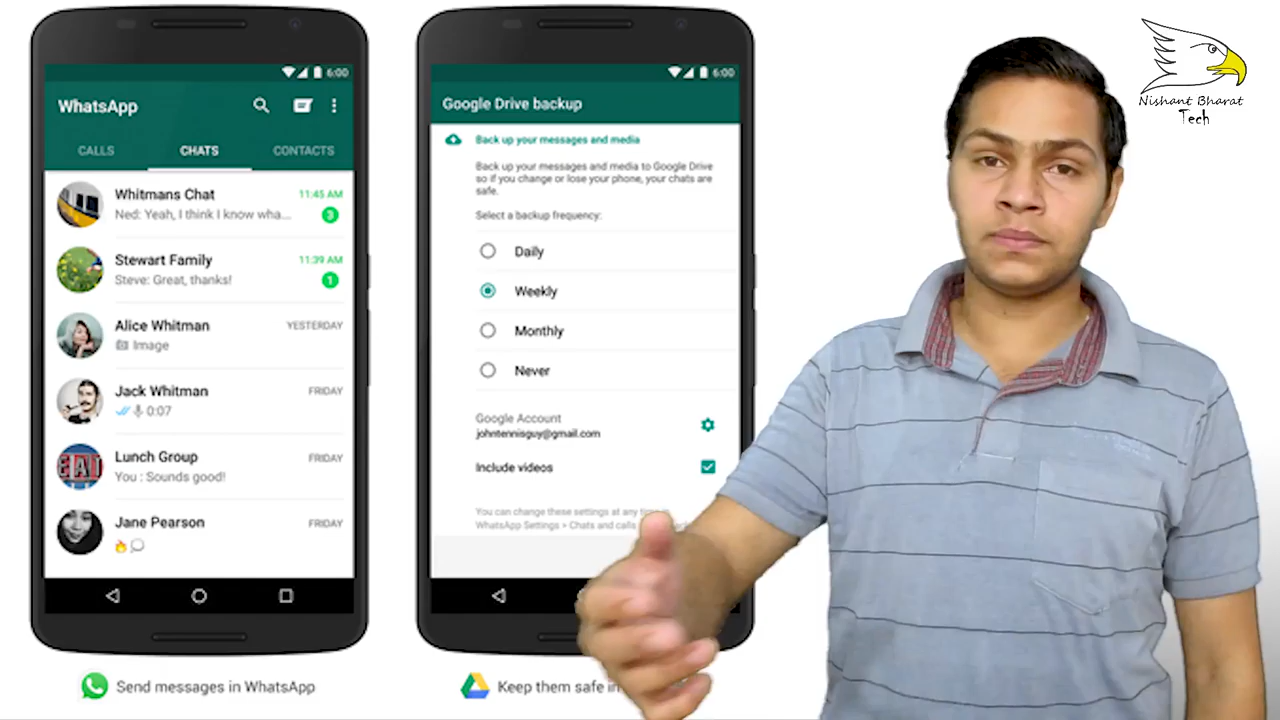 6:00
WhatsApp
CALLS
CHATS
CONTACTS
Whitmans Chat
11:45 AM
Ned: Yeah, I think I know wha...
3
Stewart Family
11:39 AM
Steve: Great, thanks!
1
Alice Whitman
YESTERDAY
Image
Jack Whitman
FRIDAY
0:07
Lunch Group
FRIDAY
EAT
You : Sounds good!
Jane Pearson
FRIDAY
Send messages in WhatsApp
6:00
Google Drive backup
Back up your messages and media
Back up your messages and media to Google Drive
so if you change or lose your phone, your chats are
safe.
Select a backup frequency:
Daily
Weekly
Monthly
Never
Google Account
johntennisguy@gmail.com
Include videos
You can change these settings at any
WhatsApp Settings > Chats and calls
Keep them safe in
Nishant Bharat
Tech